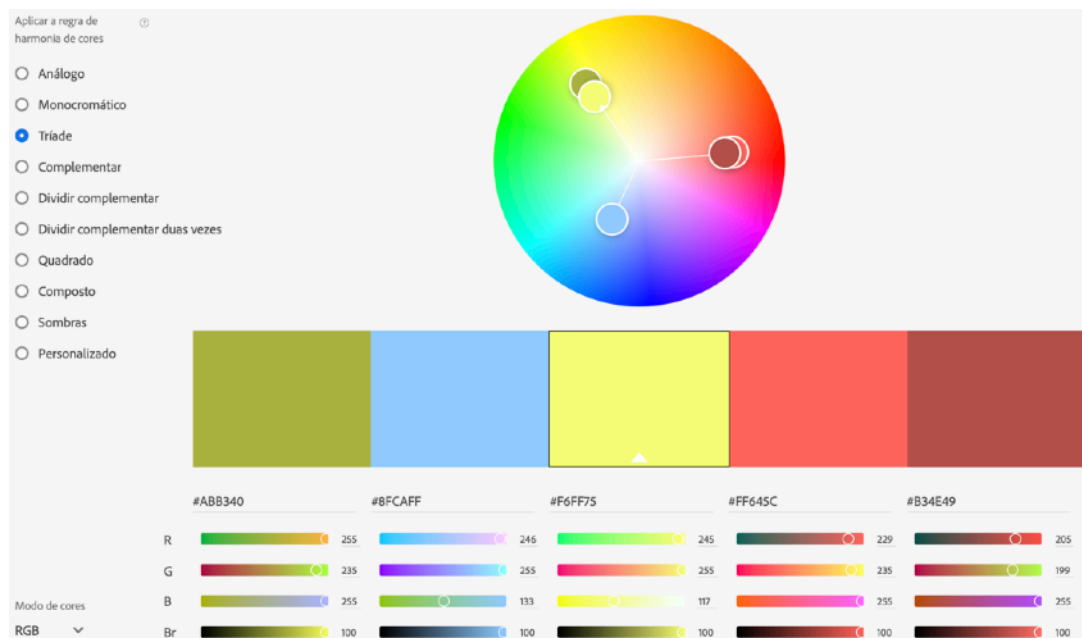 Aplicar a regra de
harmonia de cores
Análogo
Monocromático
Tríade
Complementar
Dividir complementar
Dividir complementar duas vezes
Quadrado
Composto
Sombras
Personalizado
#ABB340 #8FCAFF #F6FF75 #FF645C #B34E49
R 255 246 245 229 205
G 235 255 255 235 199
B 255 133 117 255 255
Modo de cores
RGB
Br 100 100 100 100 100